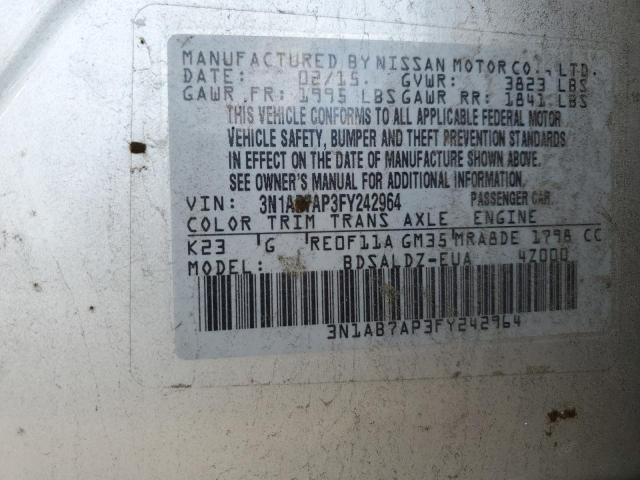 MANUFACTURED BY NISSAN MOTOR CO., LTD.
DATE: 02/15. GVWR: 3823 LBS
GAWR FR: 1995 LBS GAWR RR: 1841 LBS
THIS VEHICLE CONFORMS TO ALL APPLICABLE FEDERAL MOTOR
VEHICLE SAFETY, BUMPER AND THEFT PREVENTION STANDARDS
IN EFFECT ON THE DATE OF MANUFACTURE SHOWN ABOVE.
SEE OWNER'S MANUAL FOR ADDITIONAL INFORMATION.
VIN: 3N1AB7AP3FY242964 PASSENGER CAR
COLOR TRIM TRANS AXLE ENGINE
K23 G RE0F11A GM35 MRA8DE 1798 CC
MODEL: BDSALDZ-EUA 4Z000
3N1AB7AP3FY242964